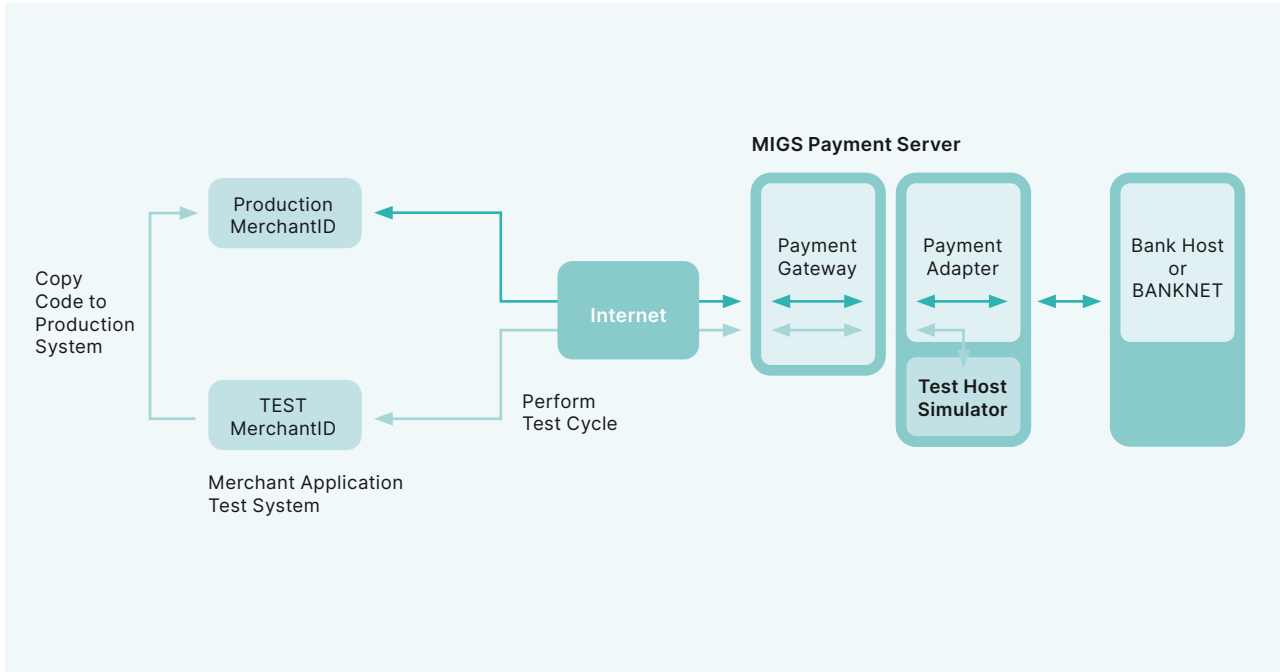 MIGS Payment Server
Production
MerchantID
Payment
Gateway
Payment
Adapter
Bank Host
or
BANKNET
Copy
Code to
Production
System
Internet
TEST
MerchantID
Perform
Test Cycle
Test Host
Simulator
Merchant Application
Test System